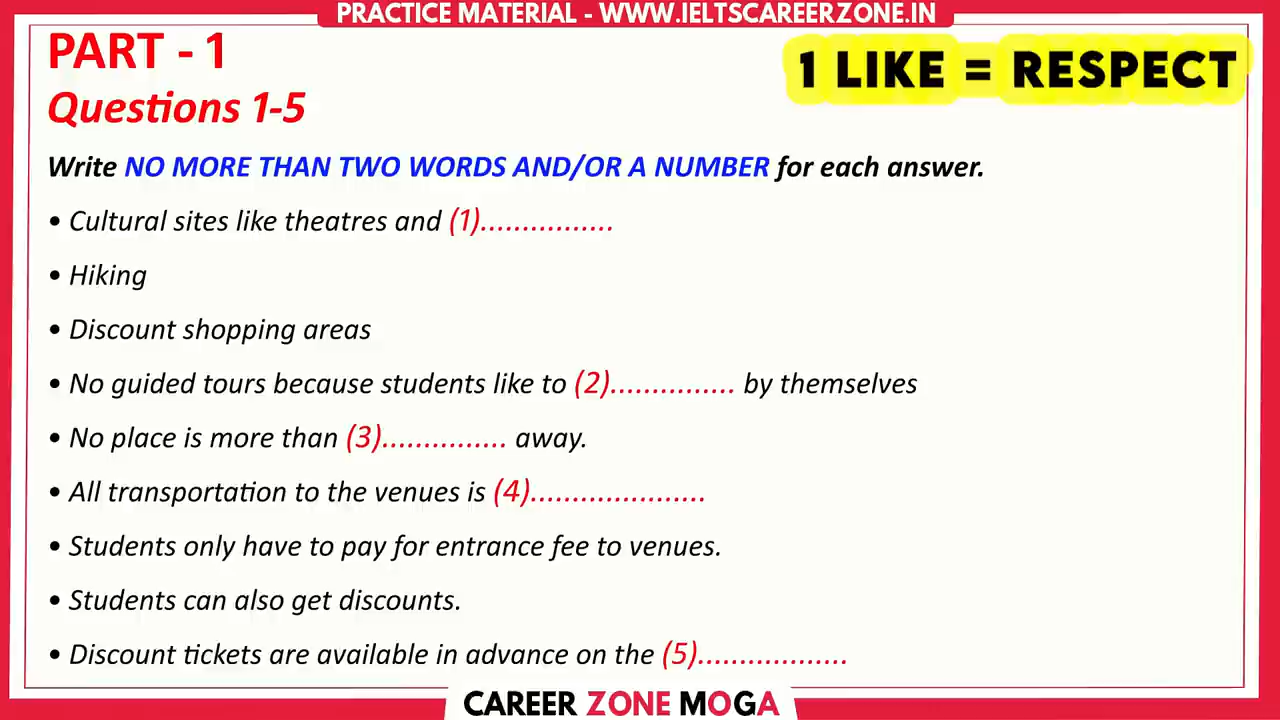 PRACTICE MATERIAL - WWW.IELTSCAREERZONE.IN
PART - 1
1 LIKE = RESPECT
Questions 1-5
Write NO MORE THAN TWO WORDS AND/OR A NUMBER for each answer.
• Cultural sites like theatres and (1)................
• Hiking
• Discount shopping areas
• No guided tours because students like to (2)............... by themselves
• No place is more than (3)............... away.
• All transportation to the venues is (4).....................
• Students only have to pay for entrance fee to venues.
• Students can also get discounts.
• Discount tickets are available in advance on the (5)..................
CAREER ZONE MOGA